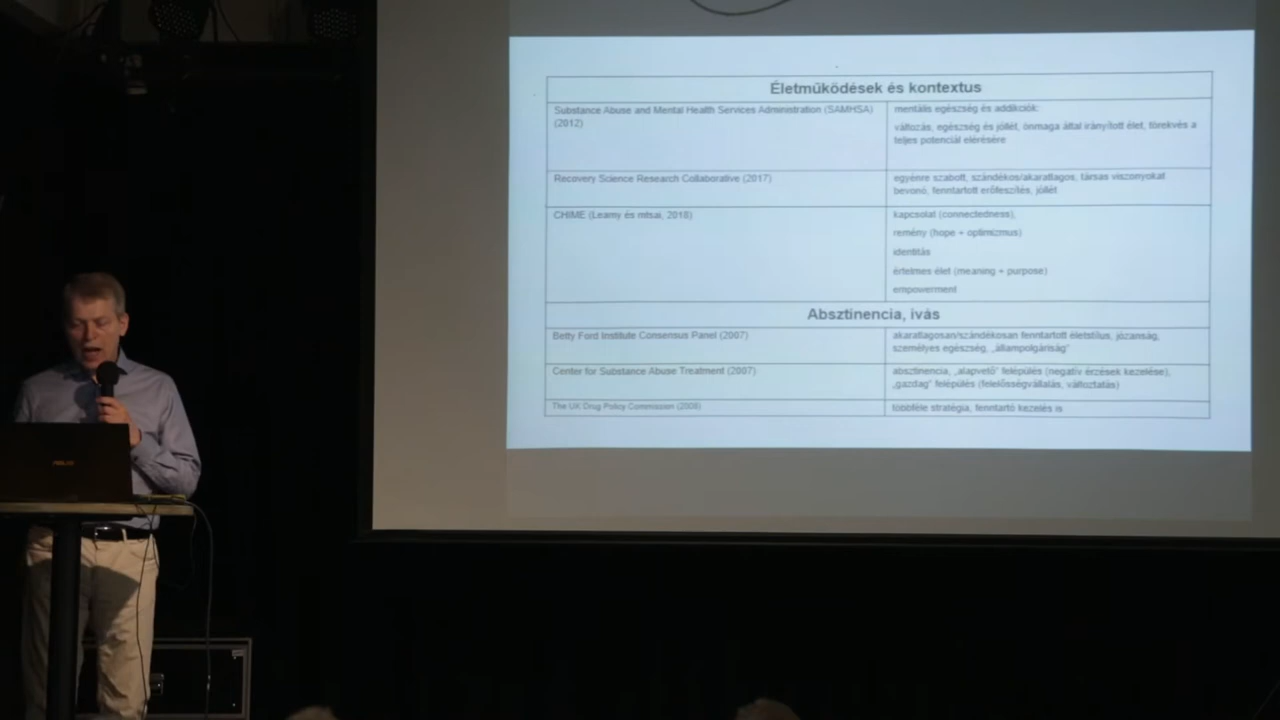 Életműködések és kontextus
Substance Abuse and Mental Health Services Administration (SAMHSA)
(2012)
mentális egészség és addikciók:
változás, egészség és jóllét, önmaga által irányított élet, törekvés a
teljes potenciál elérésére
Recovery Science Research Collaborative (2017)
egyénre szabott, szándékos/akaratlagos, társas viszonyokat
bevonó, fenntartott erőfeszítés, jóllét
CHIME (Leamy és mtsai, 2018)
kapcsolat (connectedness),
remény (hope + optimizmus)
identitás
értelmes élet (meaning + purpose)
empowerment
Absztinencia, ivás
Betty Ford Institute Consensus Panel (2007)
akaratlagosan/szándékosan fenntartott életstílus, józanság,
személyes egészség, „állampolgáriság”
Center for Substance Abuse Treatment (2007)
absztinencia, „alapvető” felépülés (negatív érzések kezelése),
„gazdag” felépülés (felelősségvállalás, változtatás)
The UK Drug Policy Commission (2008)
többféle stratégia, fenntartó kezelés is
ASUS